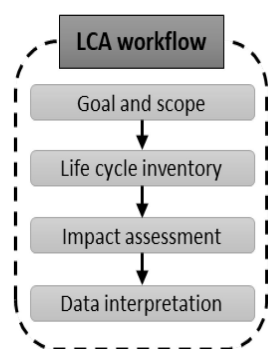 LCA workflow
Goal and scope
Life cycle inventory
Impact assessment
Data interpretation